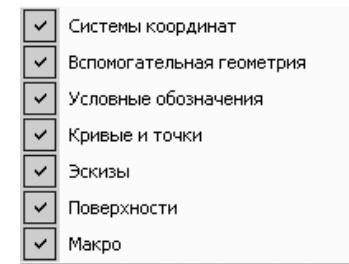 Системы координат
Вспомогательная геометрия
Условные обозначения
Кривые и точки
Эскизы
Поверхности
Макро